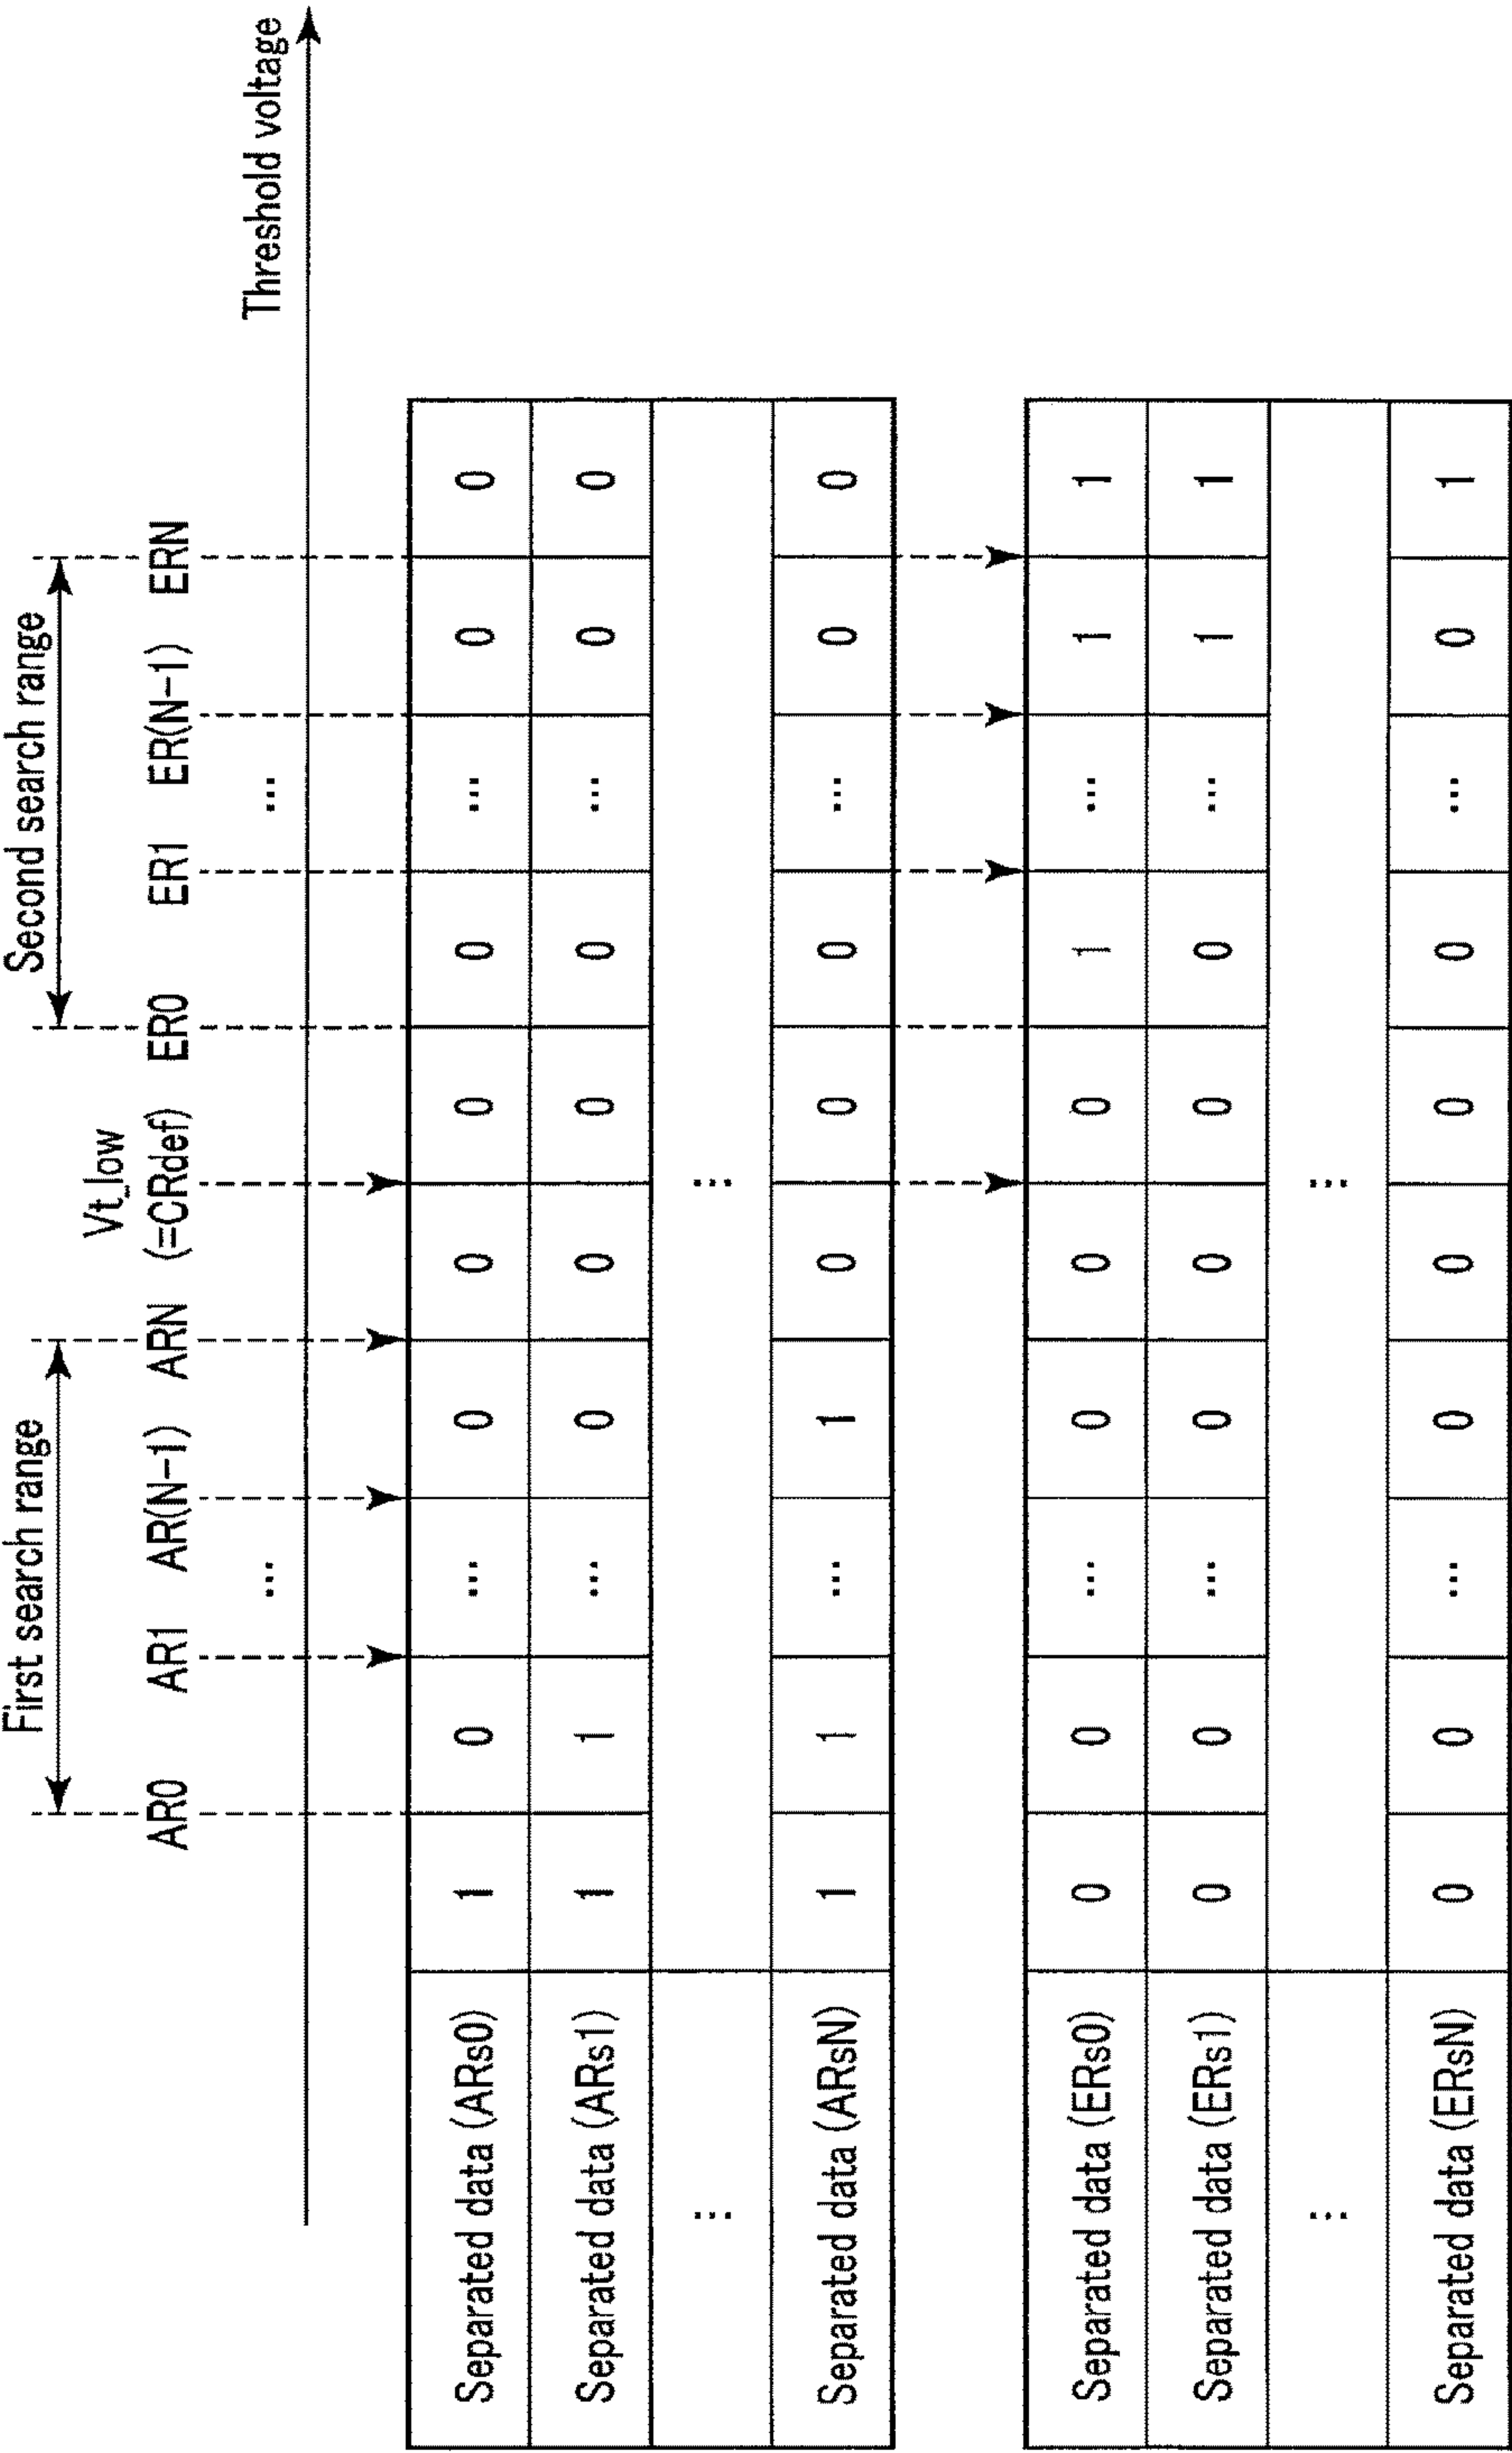 First search range Second search range
Vt_low
AR0 AR1 AR(N-1) ARN (=CRdef) ER0 ER1 ER(N-1) ERN
... ...
Threshold voltage
Separated data (ARs0) 1 0 ... 0 0 0 0 ... 0 0
Separated data (ARs1) 1 1 ... 0 0 0 0 ... 0 0
... ...
Separated data (ARsN) 1 1 ... 1 0 0 0 ... 0 0
Separated data (ERs0) 0 0 ... 0 0 0 1 ... 1 1
Separated data (ERs1) 0 0 ... 0 0 0 0 ... 1 1
... ...
Separated data (ERsN) 0 0 ... 0 0 0 0 ... 0 1